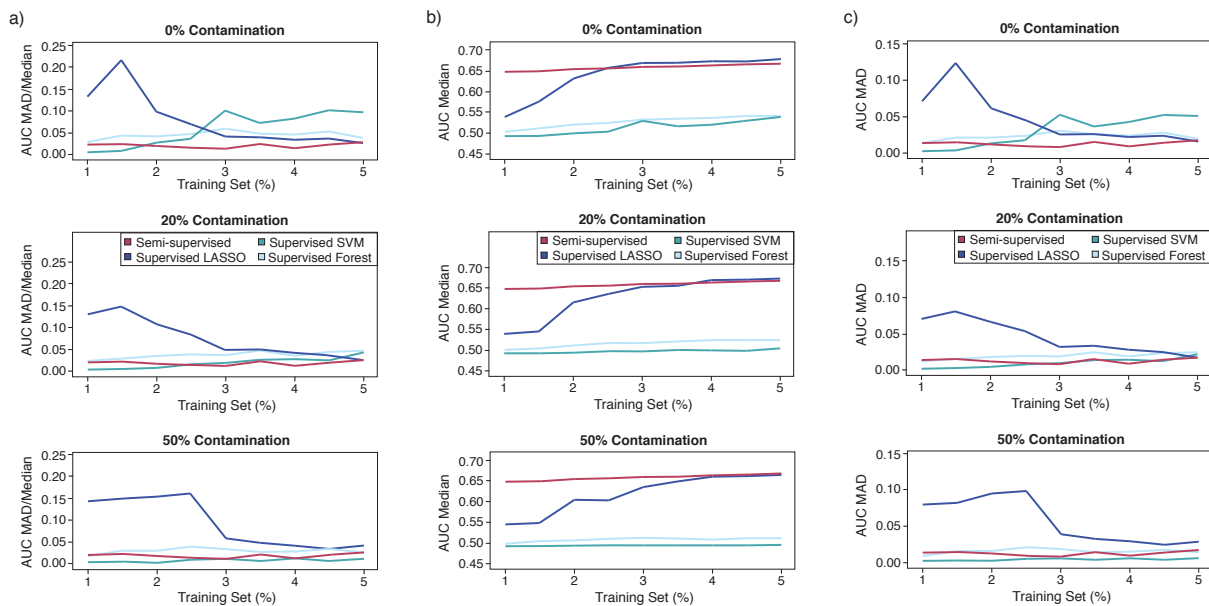 a)
0% Contamination
AUC MAD/Median
0.25
0.20
0.15
0.10
0.05
0.00
1 2 3 4 5
Training Set (%)
20% Contamination
Semi-supervised
Supervised SVM
Supervised LASSO
Supervised Forest
AUC MAD/Median
0.25
0.20
0.15
0.10
0.05
0.00
1 2 3 4 5
Training Set (%)
50% Contamination
AUC MAD/Median
0.25
0.20
0.15
0.10
0.05
0.00
1 2 3 4 5
Training Set (%)
b)
0% Contamination
AUC Median
0.70
0.65
0.60
0.55
0.50
0.45
1 2 3 4 5
Training Set (%)
20% Contamination
Semi-supervised
Supervised SVM
Supervised LASSO
Supervised Forest
AUC Median
0.70
0.65
0.60
0.55
0.50
0.45
1 2 3 4 5
Training Set (%)
50% Contamination
AUC Median
0.70
0.65
0.60
0.55
0.50
0.45
1 2 3 4 5
Training Set (%)
c)
0% Contamination
AUC MAD
0.15
0.10
0.05
0.00
1 2 3 4 5
Training Set (%)
20% Contamination
Semi-supervised
Supervised SVM
Supervised LASSO
Supervised Forest
AUC MAD
0.15
0.10
0.05
0.00
1 2 3 4 5
Training Set (%)
50% Contamination
AUC MAD
0.15
0.10
0.05
0.00
1 2 3 4 5
Training Set (%)